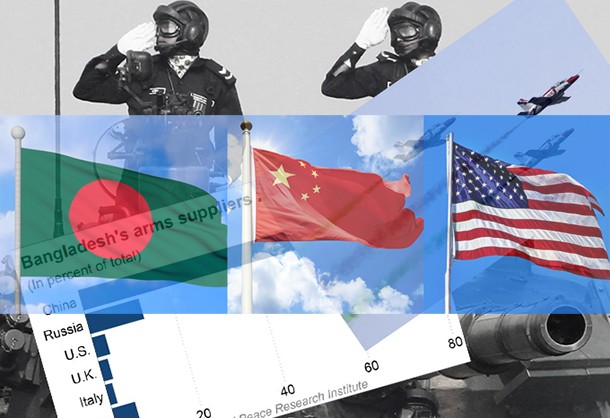 Bangladesh's arms suppliers
(In percent of total)
China
Russia
U.S.
U.K.
Italy
20
40
60
80
Peace Research Institute